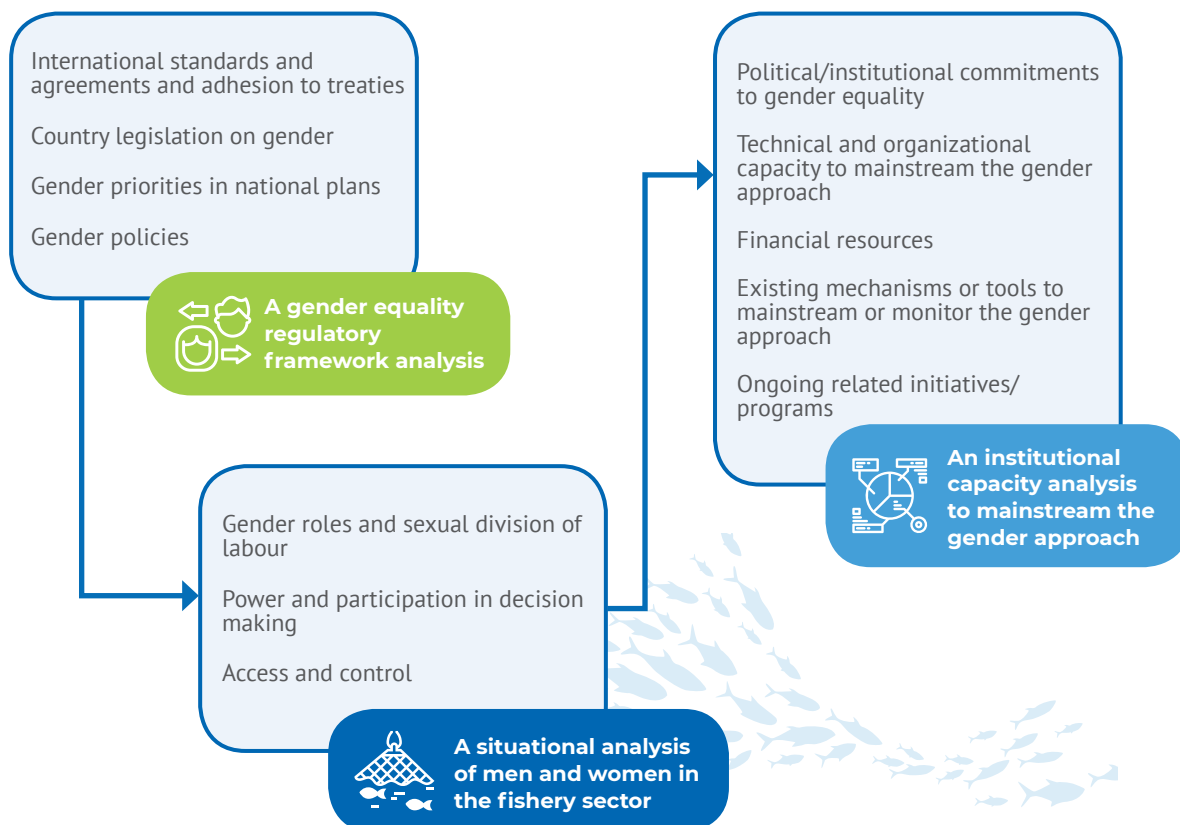 International standards and
agreements and adhesion to treaties
Country legislation on gender
Gender priorities in national plans
Gender policies
A gender equality
regulatory
framework analysis
Gender roles and sexual division of
labour
Power and participation in decision
making
Access and control
A situational analysis
of men and women in
the fishery sector
Political/institutional commitments
to gender equality
Technical and organizational
capacity to mainstream the gender
approach
Financial resources
Existing mechanisms or tools to
mainstream or monitor the gender
approach
Ongoing related initiatives/
programs
An institutional
capacity analysis
to mainstream the
gender approach